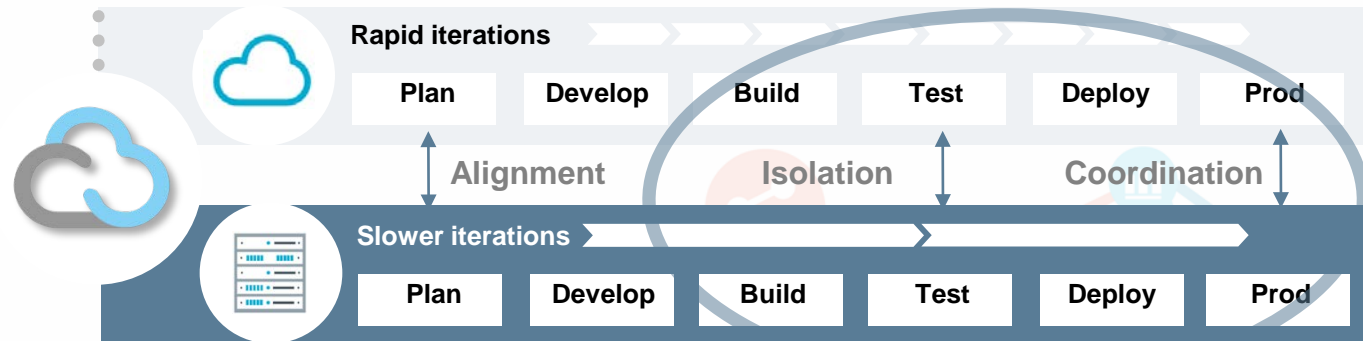 Rapid iterations
Plan Develop Build Test Deploy Prod
Alignment Isolation Coordination
Slower iterations
Plan Develop Build Test Deploy Prod